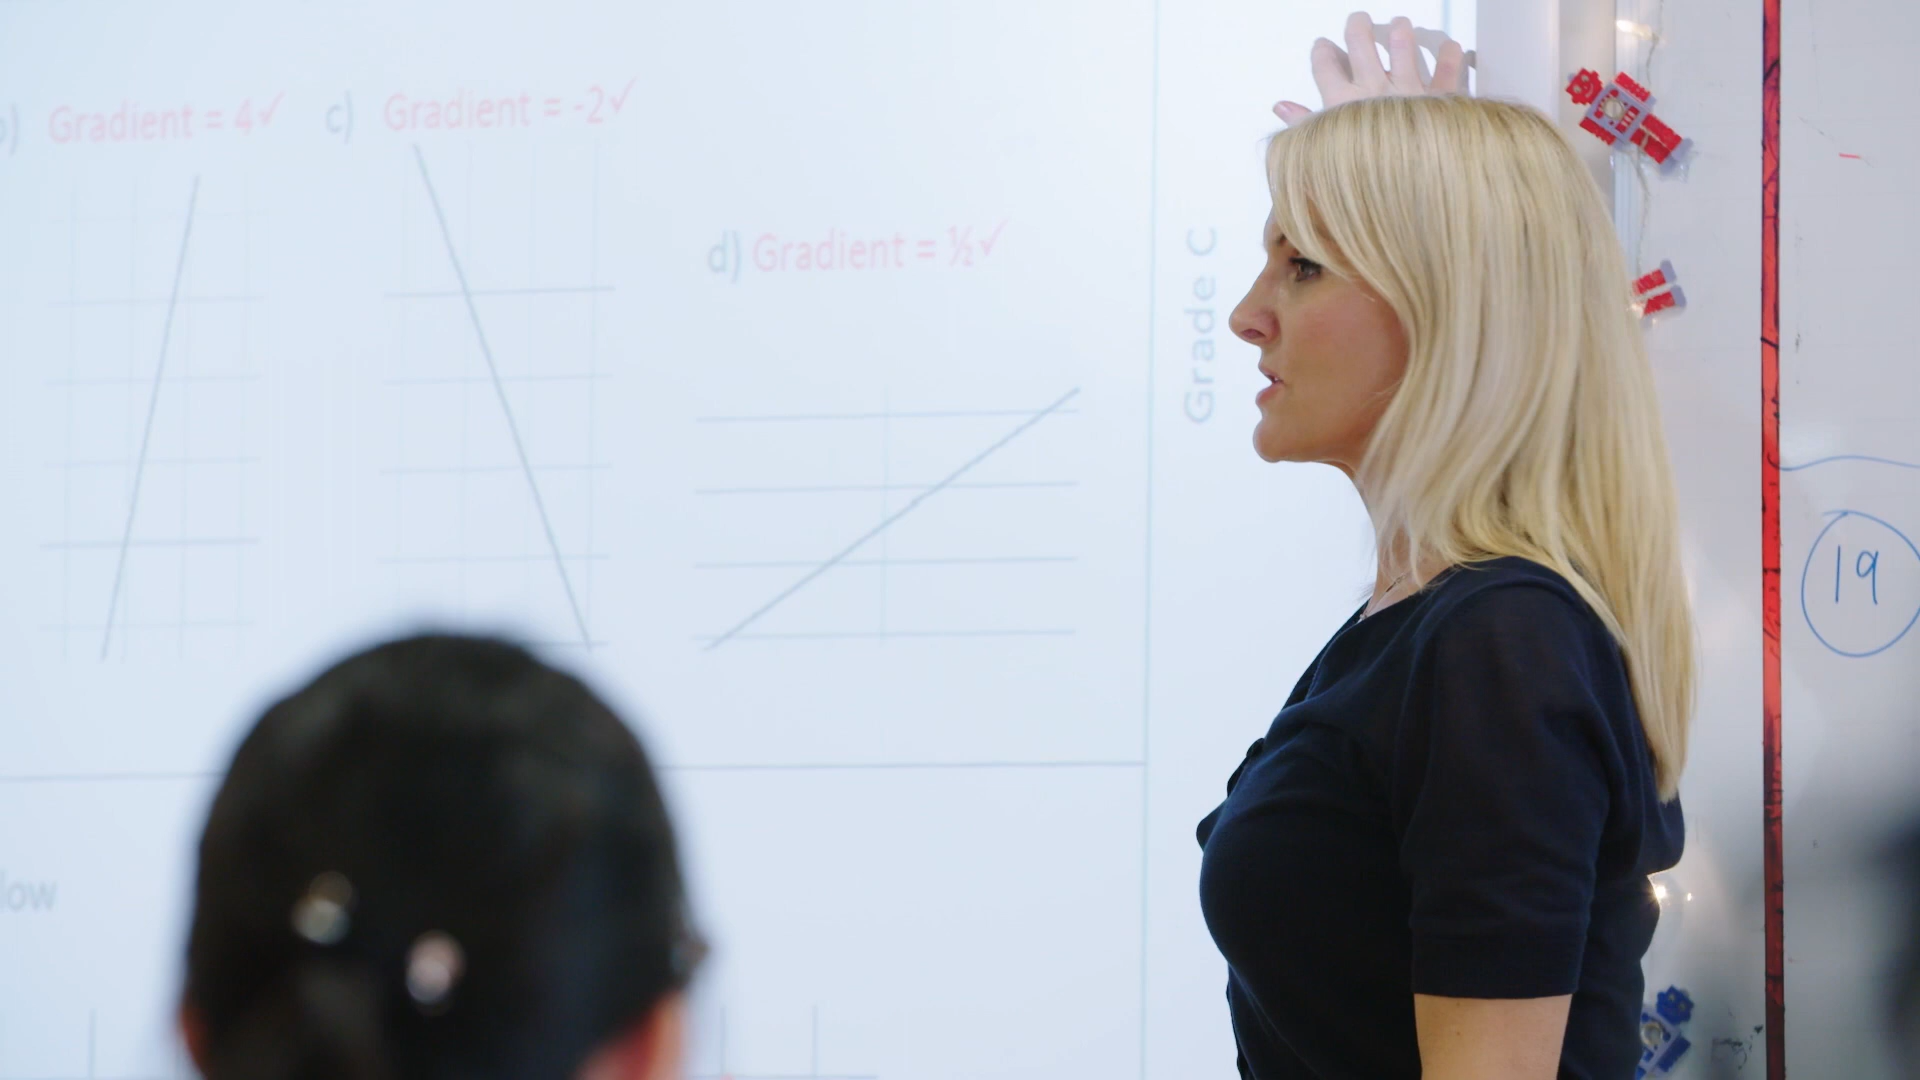 Gradient = 4✓
c) Gradient = -2✓
d) Gradient = ½✓
Grade C
19
low